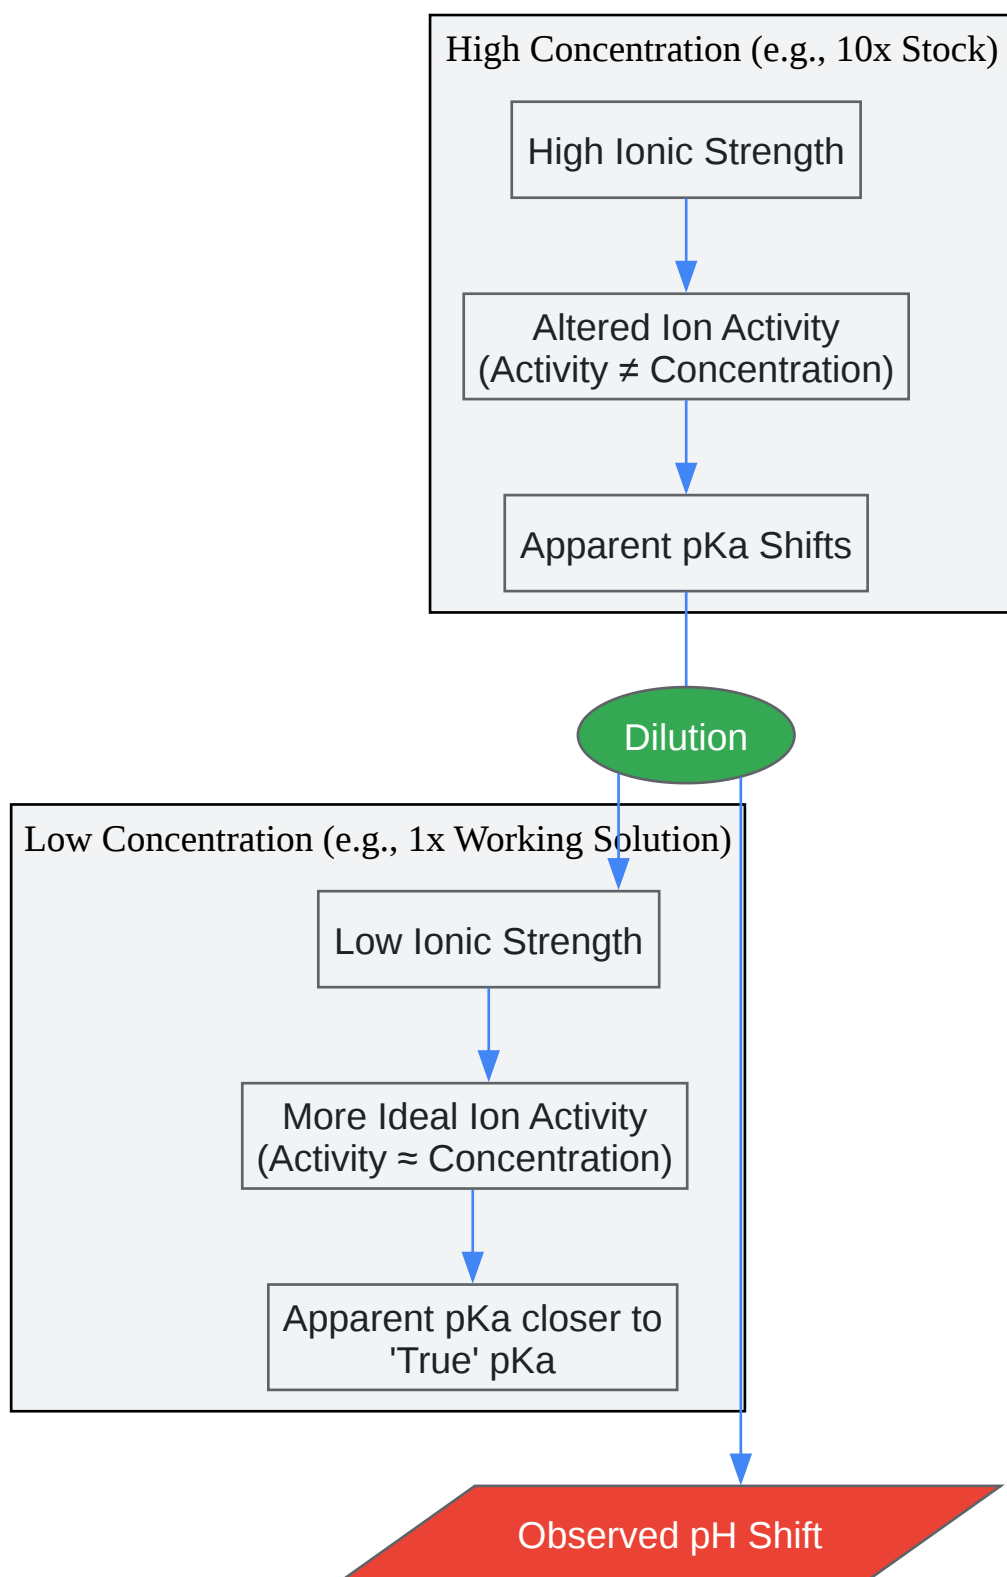 High Concentration (e.g., 10x Stock)
High Ionic Strength
Altered Ion Activity
(Activity ≠ Concentration)
Apparent pKa Shifts
Dilution
Low Concentration (e.g., 1x Working Solution)
Low Ionic Strength
More Ideal Ion Activity
(Activity ≈ Concentration)
Apparent pKa closer to
'True' pKa
Observed pH Shift